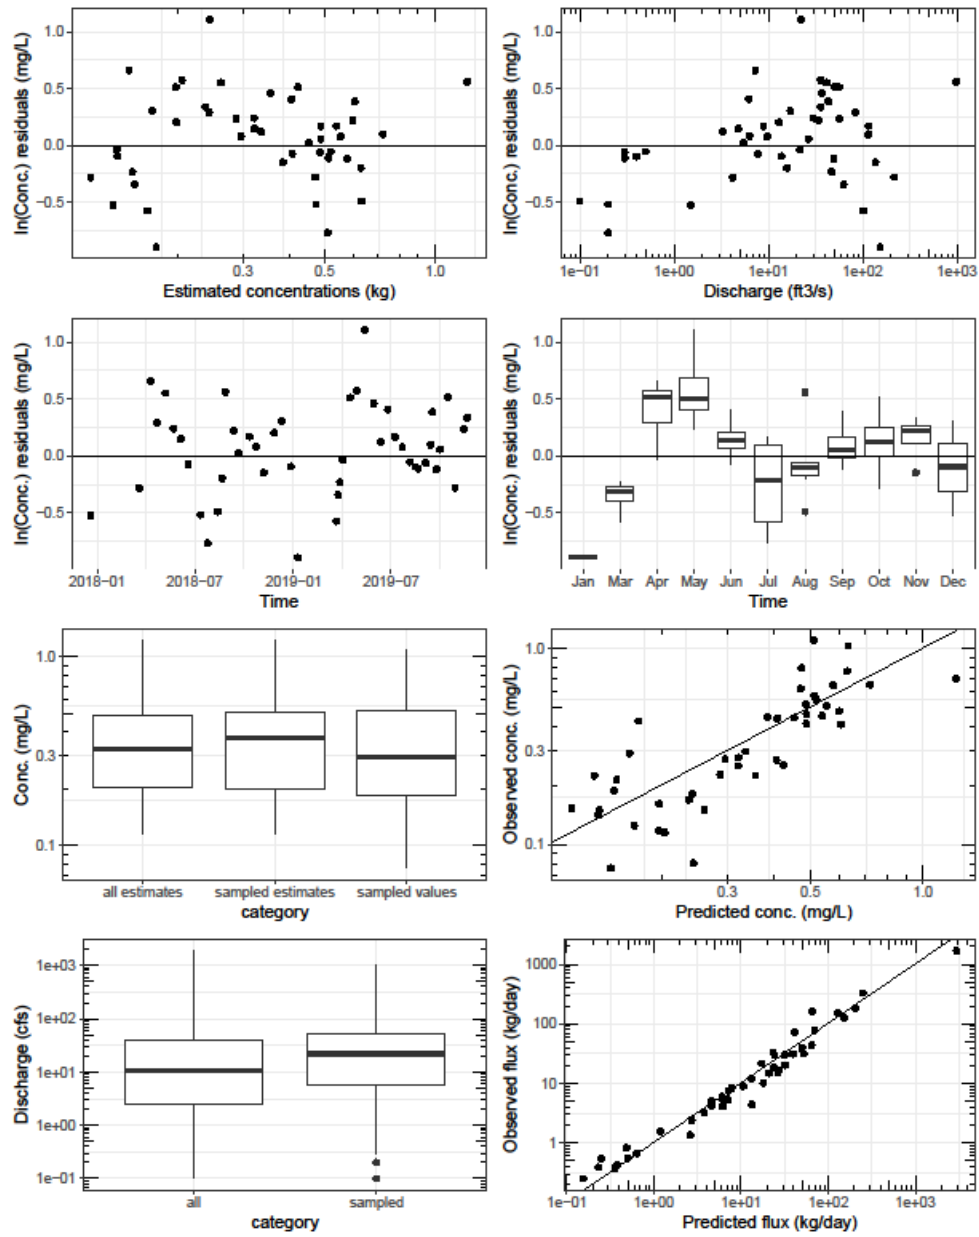 ln(Conc.) residuals (mg/L)
1.0
0.5
0.0
−0.5
0.3
0.5
1.0
Estimated concentrations (kg)
ln(Conc.) residuals (mg/L)
1.0
0.5
0.0
−0.5
1e−01
1e+00
1e+01
1e+02
1e+03
Discharge (ft3/s)
ln(Conc.) residuals (mg/L)
1.0
0.5
0.0
−0.5
2018−01
2018−07
2019−01
2019−07
Time
ln(Conc.) residuals (mg/L)
1.0
0.5
0.0
−0.5
Jan
Mar
Apr
May
Jun
Jul
Aug
Sep
Oct
Nov
Dec
Time
Conc. (mg/L)
1.0
0.3
0.1
all estimates
sampled estimates
sampled values
category
Observed conc. (mg/L)
1.0
0.3
0.1
0.3
0.5
1.0
Predicted conc. (mg/L)
Discharge (cfs)
1e+03
1e+02
1e+01
1e+00
1e−01
all
sampled
category
Observed flux (kg/day)
1000
100
10
1
1e−01
1e+00
1e+01
1e+02
1e+03
Predicted flux (kg/day)